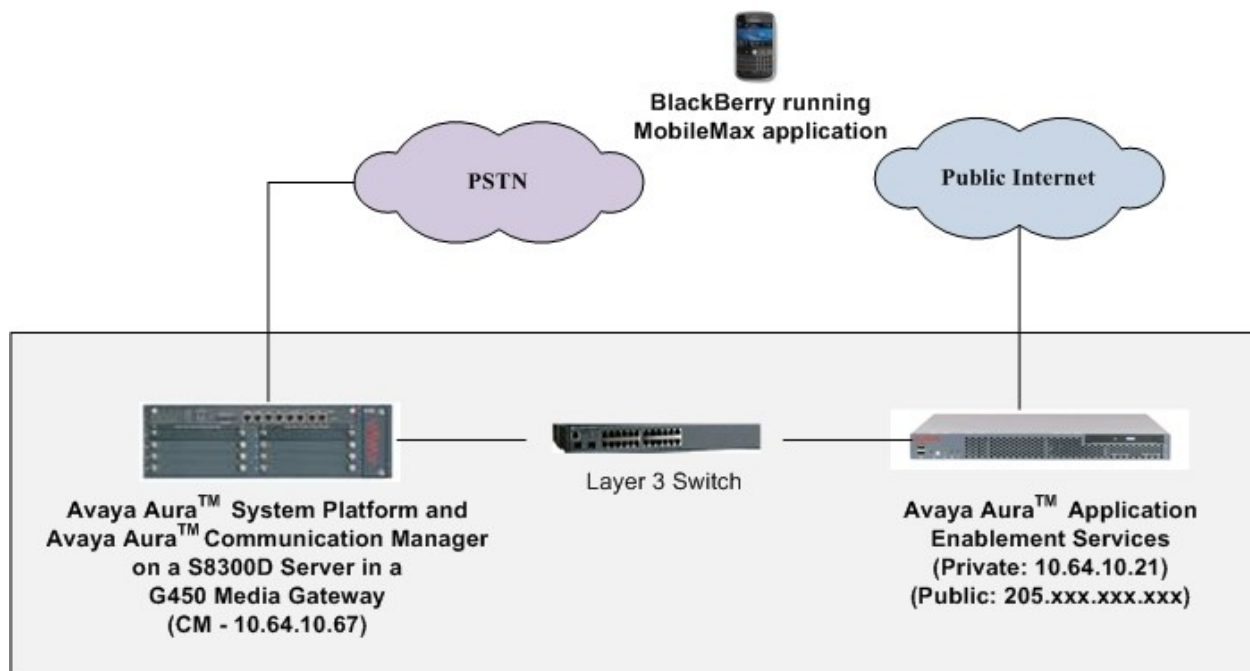 BlackBerry running
MobileMax application
PSTN
Public Internet
Layer 3 Switch
Avaya Aura™ System Platform and
Avaya Aura™ Communication Manager
on a S8300D Server in a
G450 Media Gateway
(CM - 10.64.10.67)
Avaya Aura™ Application
Enablement Services
(Private: 10.64.10.21)
(Public: 205.xxx.xxx.xxx)